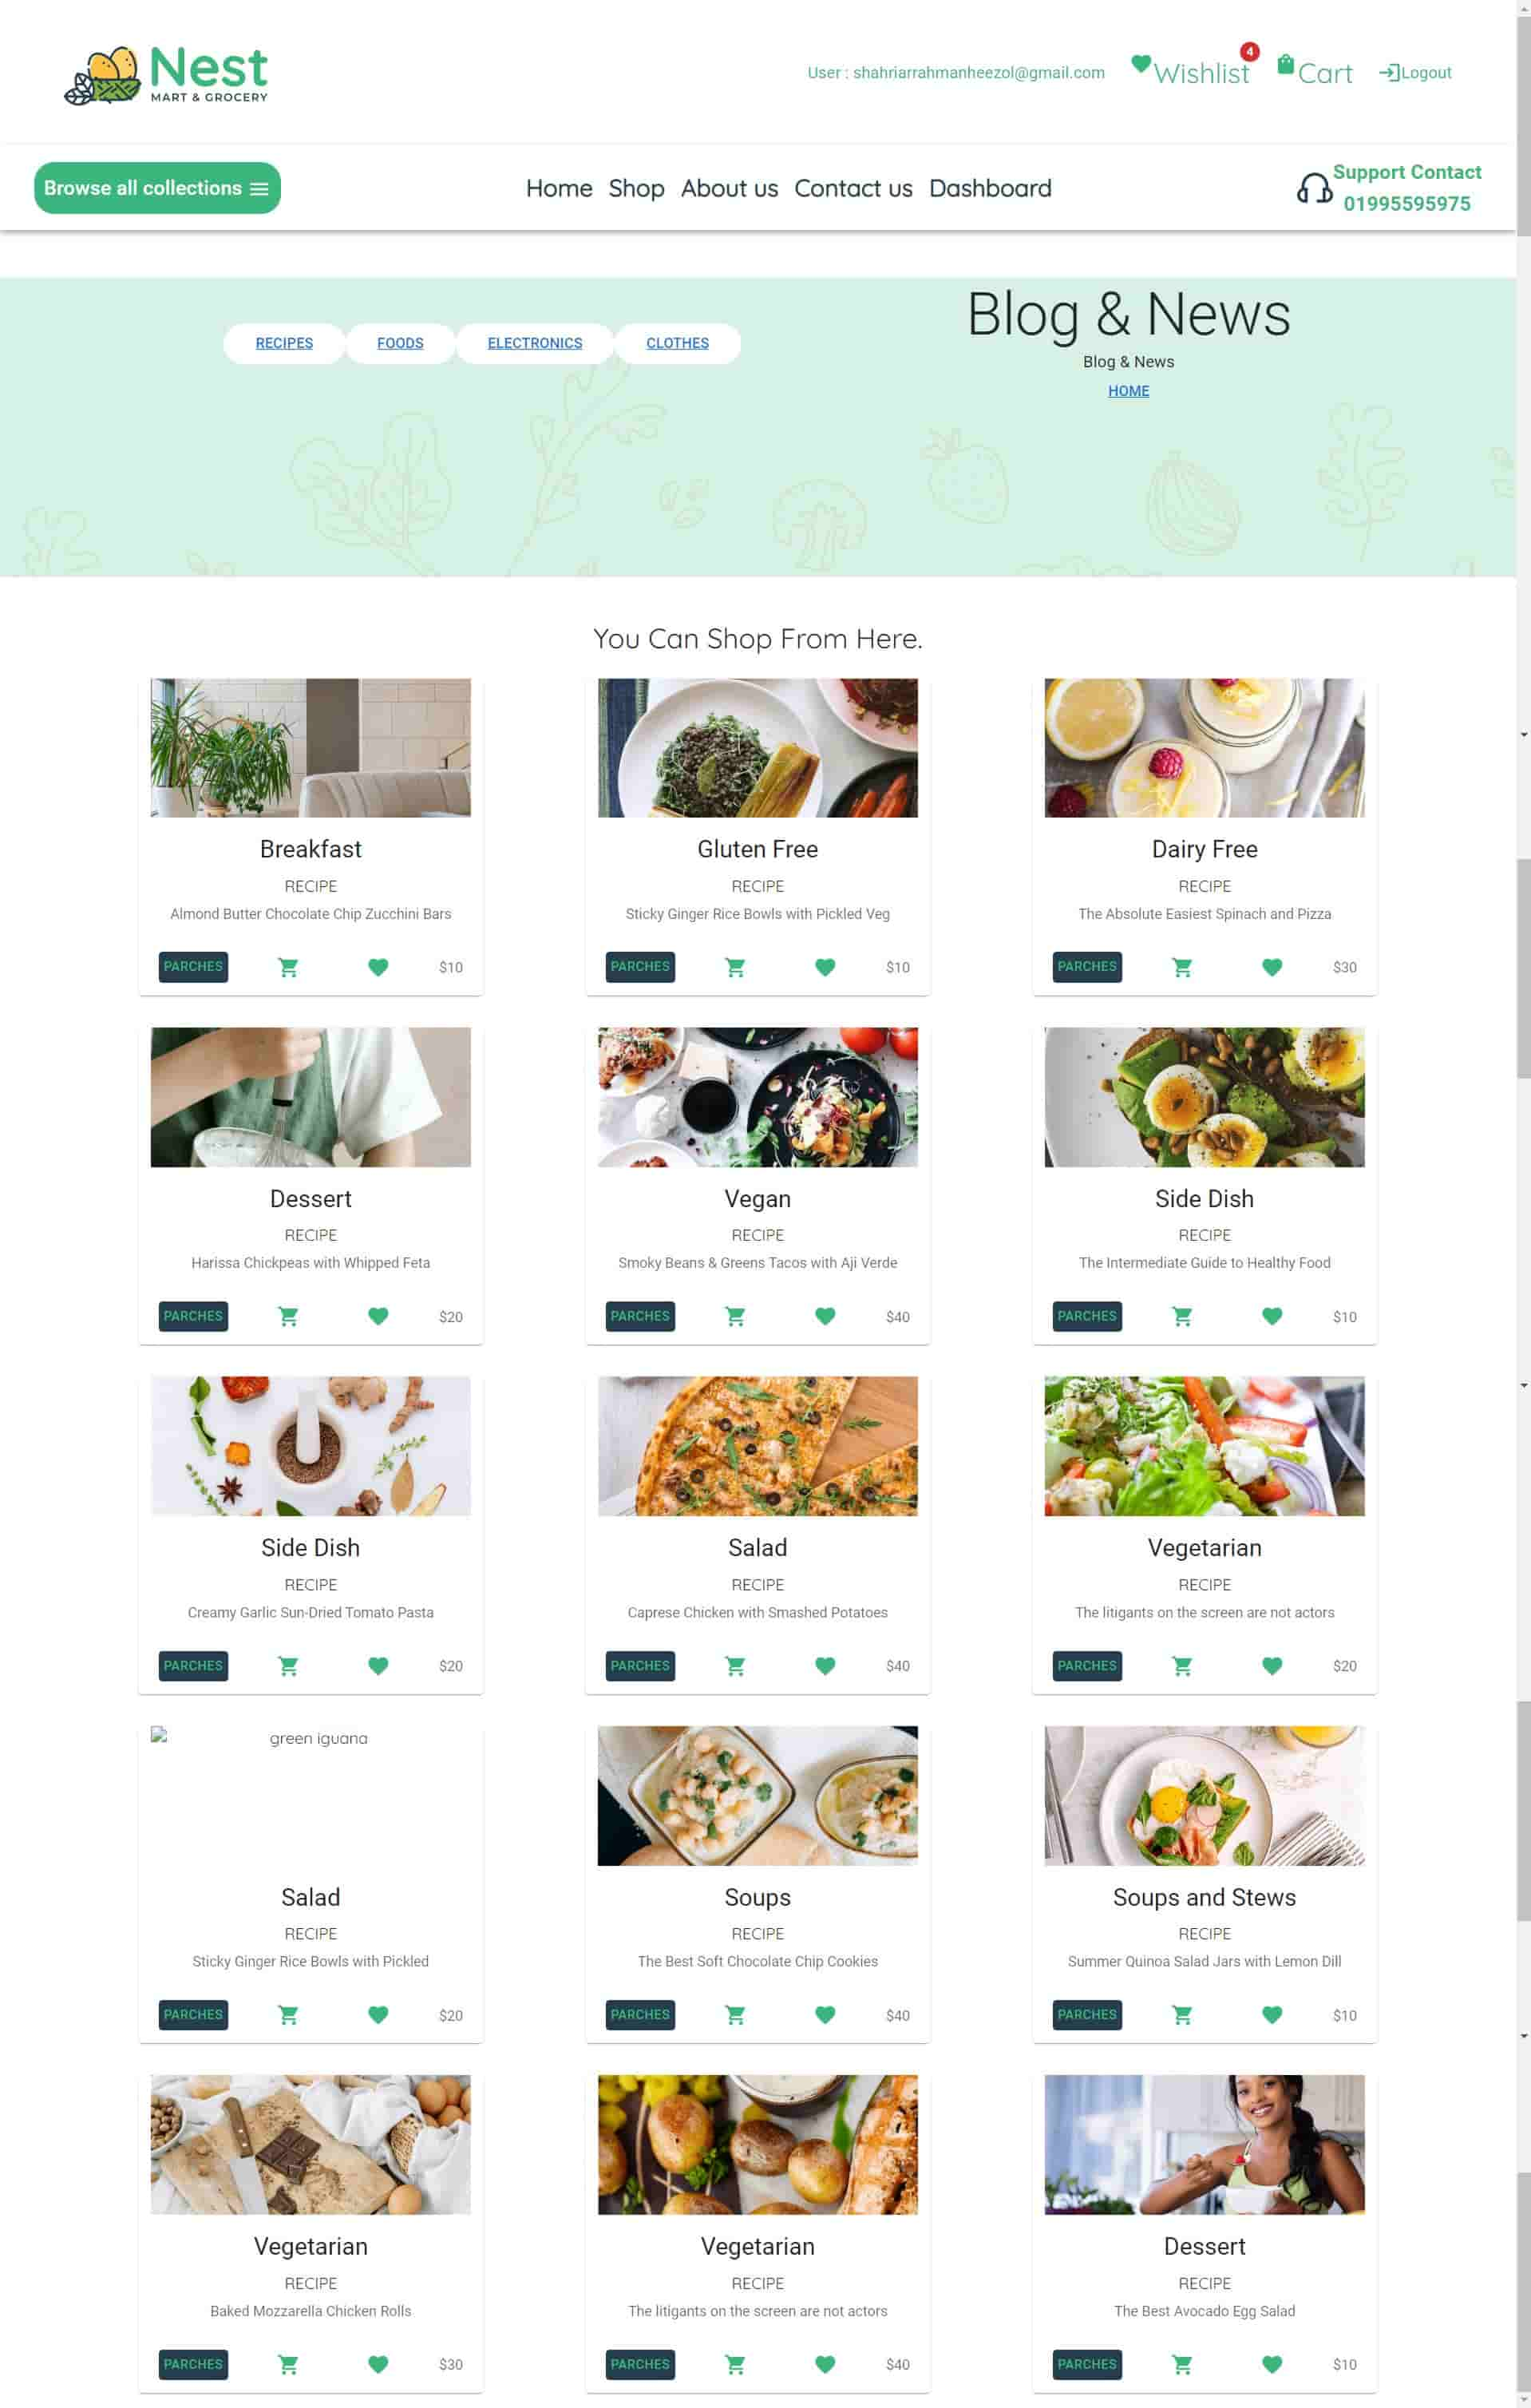 Nest
MART & GROCERY
User : shahriarrahmanheezol@gmail.com
Wishlist
4
Cart
Logout
Browse all collections
Home Shop About us Contact us Dashboard
Support Contact
01995595975
RECIPES
FOODS
ELECTRONICS
CLOTHES
Blog & News
Blog & News
HOME
You Can Shop From Here.
Breakfast
RECIPE
Almond Butter Chocolate Chip Zucchini Bars
PARCHES $10
Gluten Free
RECIPE
Sticky Ginger Rice Bowls with Pickled Veg
PARCHES $10
Dairy Free
RECIPE
The Absolute Easiest Spinach and Pizza
PARCHES $30
Dessert
RECIPE
Harissa Chickpeas with Whipped Feta
PARCHES $20
Vegan
RECIPE
Smoky Beans & Greens Tacos with Aji Verde
PARCHES $40
Side Dish
RECIPE
The Intermediate Guide to Healthy Food
PARCHES $10
Side Dish
RECIPE
Creamy Garlic Sun-Dried Tomato Pasta
PARCHES $20
Salad
RECIPE
Caprese Chicken with Smashed Potatoes
PARCHES $40
Vegetarian
RECIPE
The litigants on the screen are not actors
PARCHES $20
green iguana
Salad
RECIPE
Sticky Ginger Rice Bowls with Pickled
PARCHES $20
Soups
RECIPE
The Best Soft Chocolate Chip Cookies
PARCHES $40
Soups and Stews
RECIPE
Summer Quinoa Salad Jars with Lemon Dill
PARCHES $10
Vegetarian
RECIPE
Baked Mozzarella Chicken Rolls
PARCHES $30
Vegetarian
RECIPE
The litigants on the screen are not actors
PARCHES $40
Dessert
RECIPE
The Best Avocado Egg Salad
PARCHES $10